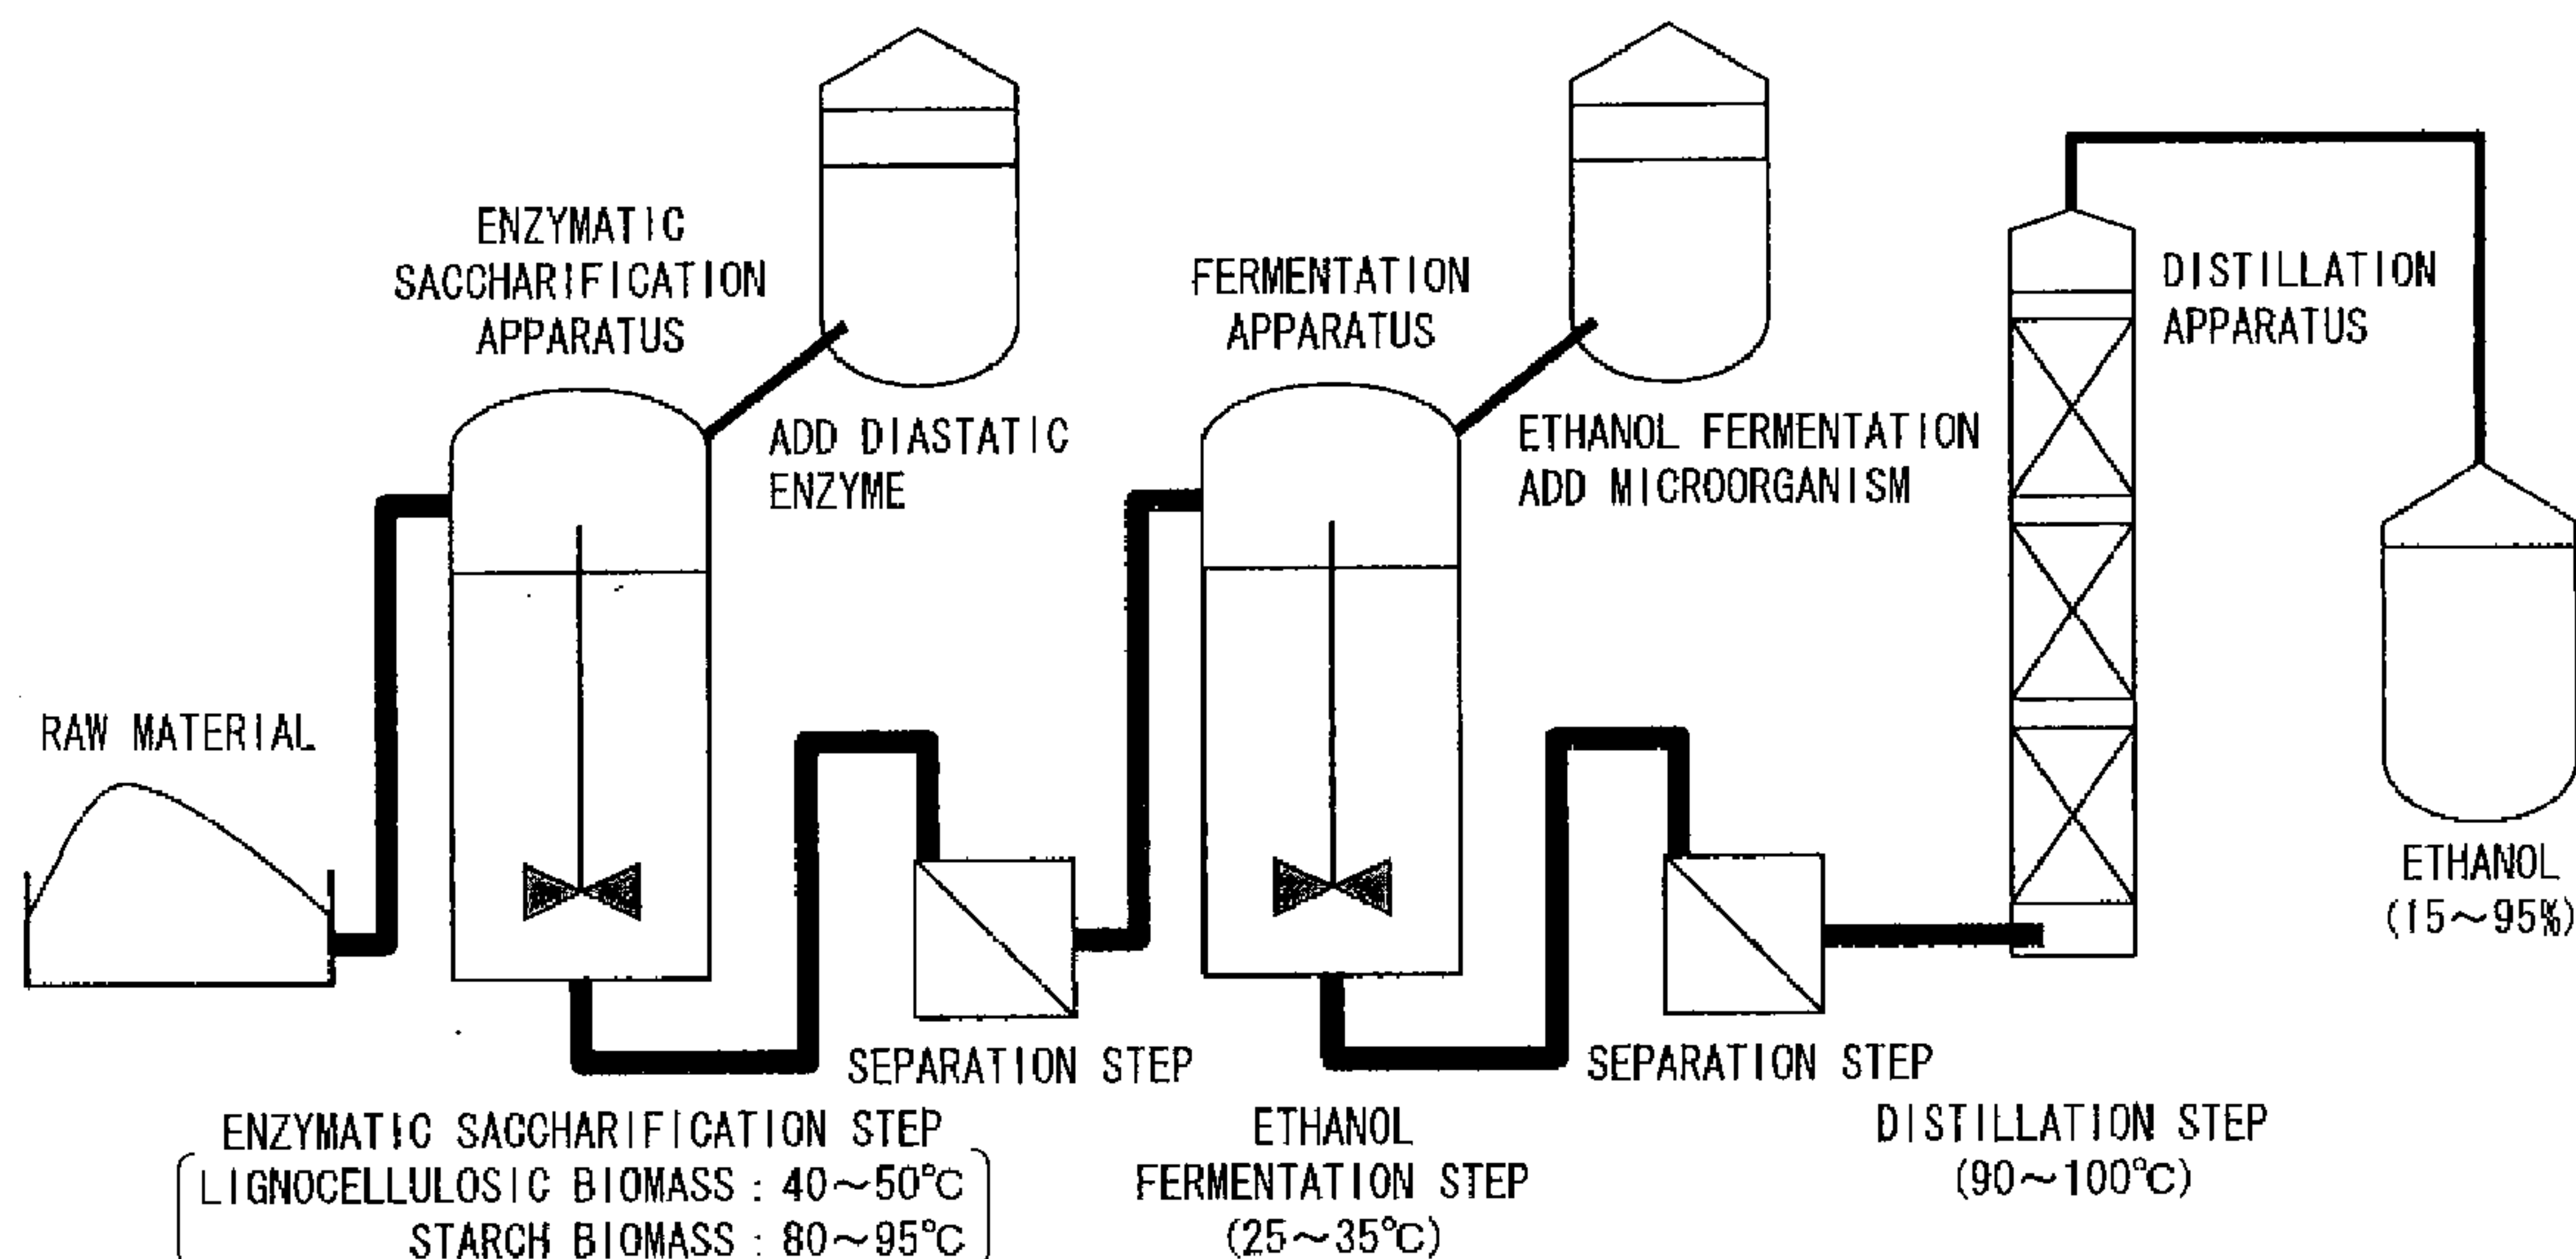 ENZYMATIC
SACCHARIFICATION
APPARATUS
ADD DIASTATIC
ENZYME
FERMENTATION
APPARATUS
ETHANOL FERMENTATION
ADD MICROORGANISM
DISTILLATION
APPARATUS
RAW MATERIAL
ETHANOL
(15~95%)
SEPARATION STEP
SEPARATION STEP
ENZYMATIC SACCHARIFICATION STEP
LIGNOCELLULOSIC BIOMASS : 40~50℃
STARCH BIOMASS : 80~95℃
ETHANOL
FERMENTATION STEP
(25~35℃)
DISTILLATION STEP
(90~100℃)